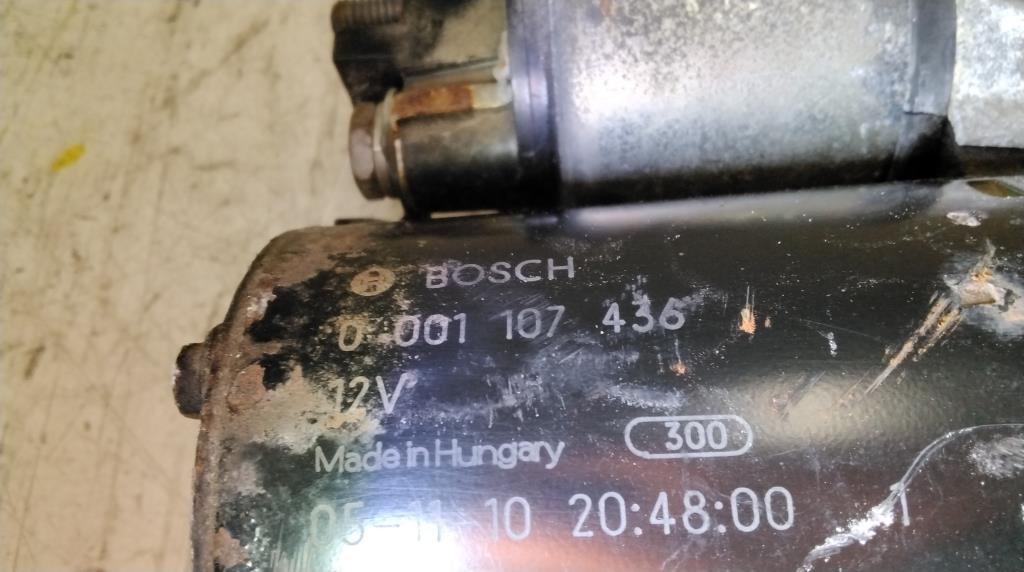 BOSCH
0 001 107 436
12V
Made in Hungary 300
05-11-10 20:48:00 1